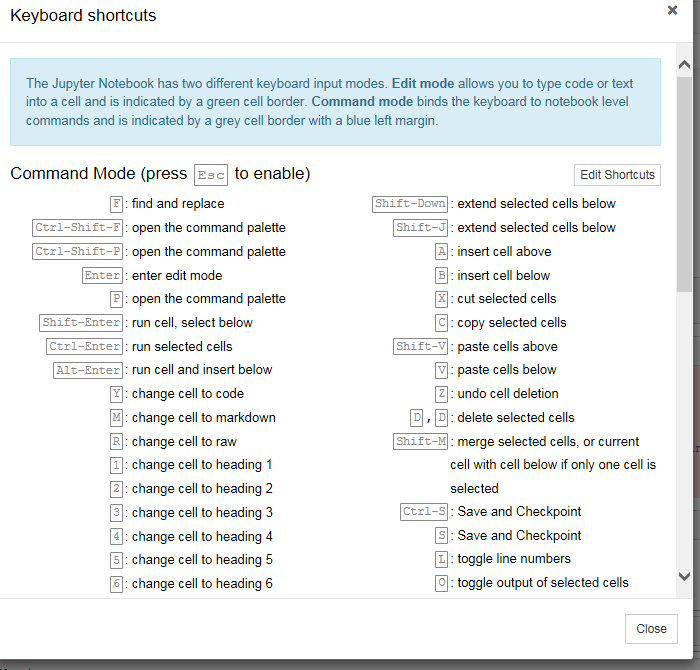 Keyboard shortcuts
×
The Jupyter Notebook has two different keyboard input modes. Edit mode allows you to type code or text
into a cell and is indicated by a green cell border. Command mode binds the keyboard to notebook level
commands and is indicated by a grey cell border with a blue left margin.
Command Mode (press Esc to enable)
Edit Shortcuts
F : find and replace
Ctrl-Shift-F : open the command palette
Ctrl-Shift-P : open the command palette
Enter : enter edit mode
P : open the command palette
Shift-Enter : run cell, select below
Ctrl-Enter : run selected cells
Alt-Enter : run cell and insert below
Y : change cell to code
M : change cell to markdown
R : change cell to raw
1 : change cell to heading 1
2 : change cell to heading 2
3 : change cell to heading 3
4 : change cell to heading 4
5 : change cell to heading 5
6 : change cell to heading 6
Shift-Down : extend selected cells below
Shift-J : extend selected cells below
A : insert cell above
B : insert cell below
X : cut selected cells
C : copy selected cells
Shift-V : paste cells above
V : paste cells below
Z : undo cell deletion
D , D : delete selected cells
Shift-M : merge selected cells, or current
cell with cell below if only one cell is
selected
Ctrl-S : Save and Checkpoint
S : Save and Checkpoint
L : toggle line numbers
O : toggle output of selected cells
Close